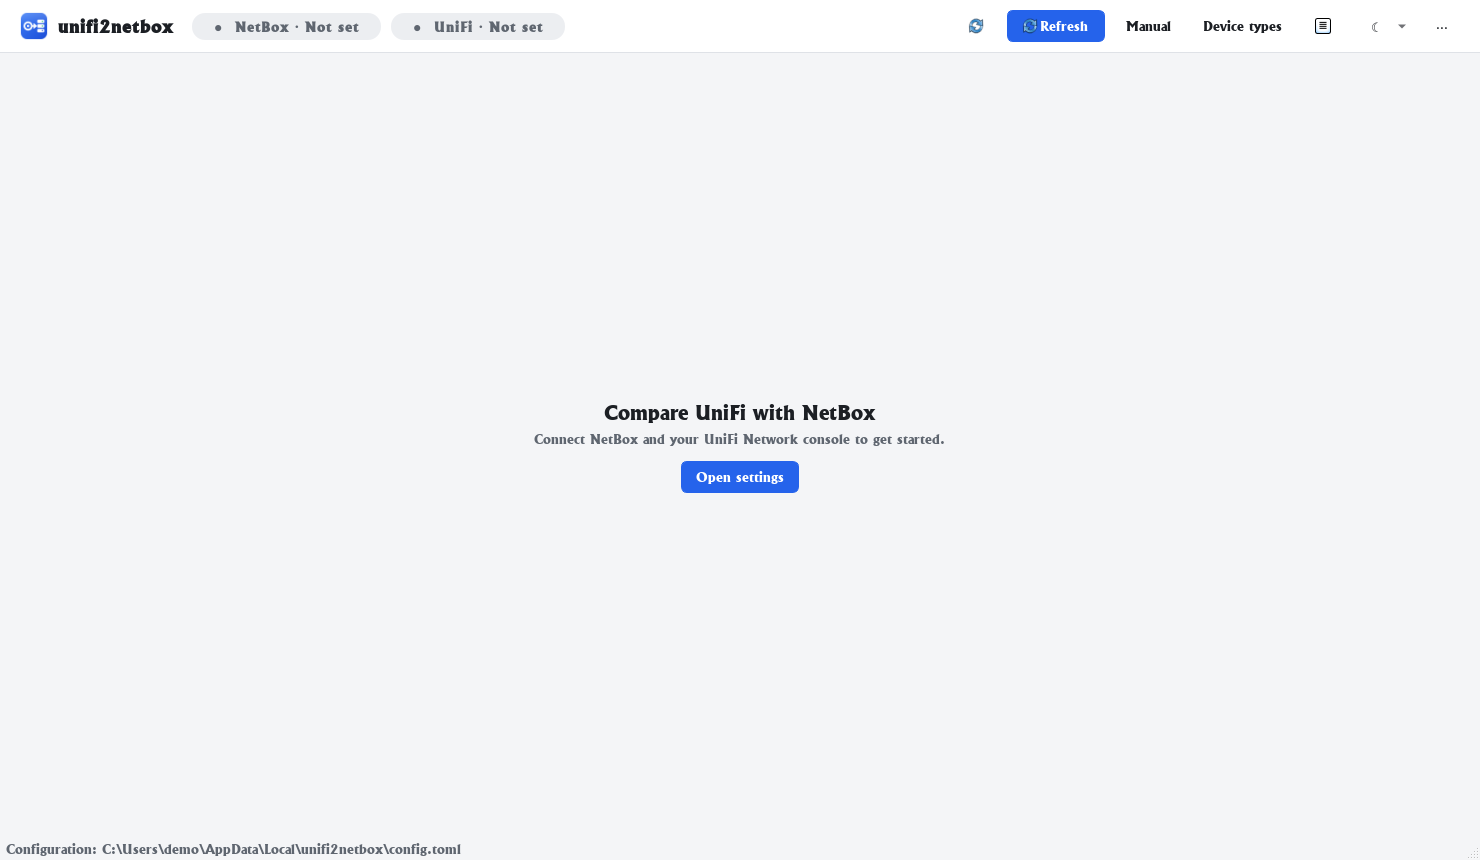 unifi2netbox ● NetBox · Not set ● UniFi · Not set Refresh Manual Device types ...
Compare UniFi with NetBox
Connect NetBox and your UniFi Network console to get started.
Open settings
Configuration: C:\Users\demo\AppData\Local\unifi2netbox\config.toml